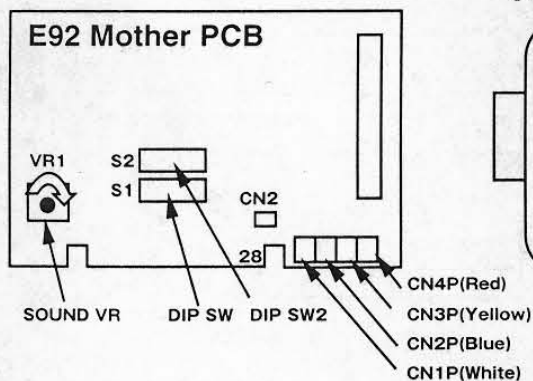 E92 Mother PCB
VR1
S2
S1
CN2
28
SOUND VR
DIP SW
DIP SW2
CN4P(Red)
CN3P(Yellow)
CN2P(Blue)
CN1P(White)